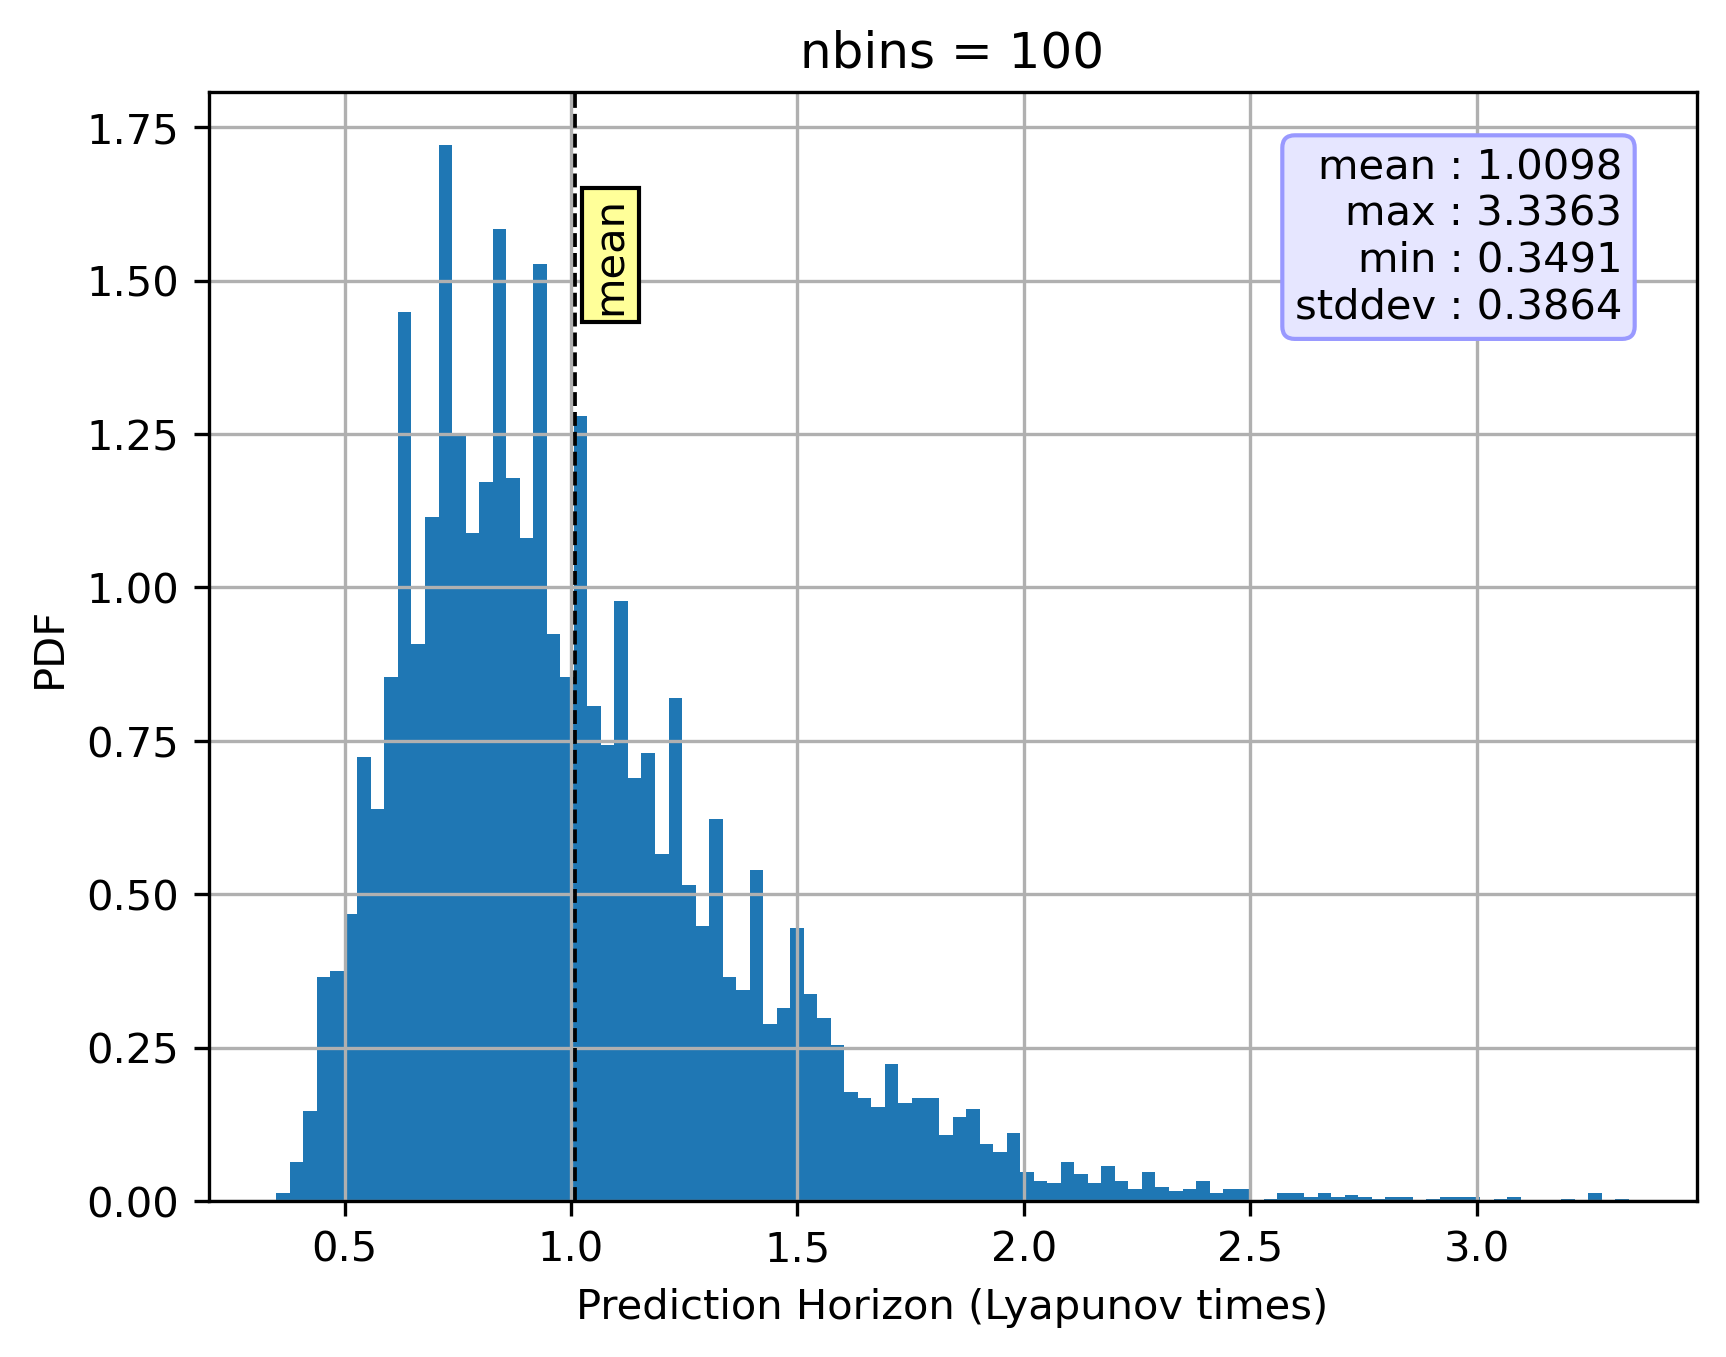 nbins = 100
1.75
1.50
1.25
1.00
0.75
0.50
0.25
0.00
PDF
mean
mean : 1.0098
max : 3.3363
min : 0.3491
stddev : 0.3864
0.5 1.0 1.5 2.0 2.5 3.0
Prediction Horizon (Lyapunov times)